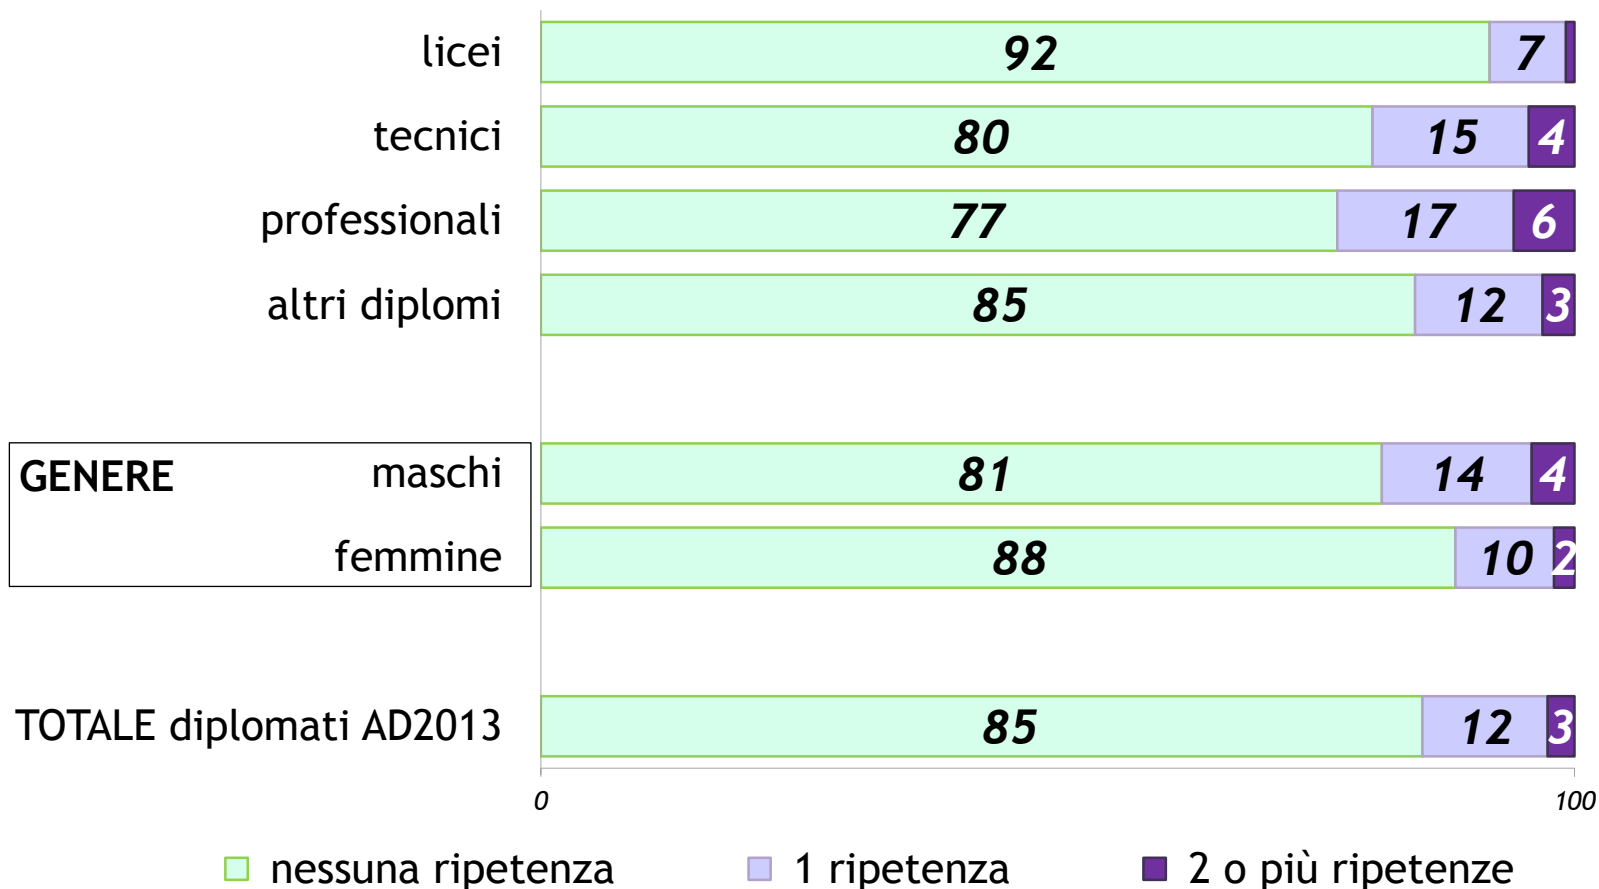 licei 92 7
tecnici 80 15 4
professionali 77 17 6
altri diplomi 85 12 3
GENERE maschi 81 14 4
femmine 88 10 2
TOTALE diplomati AD2013 85 12 3
0 100
nessuna ripetenza 1 ripetenza 2 o più ripetenze